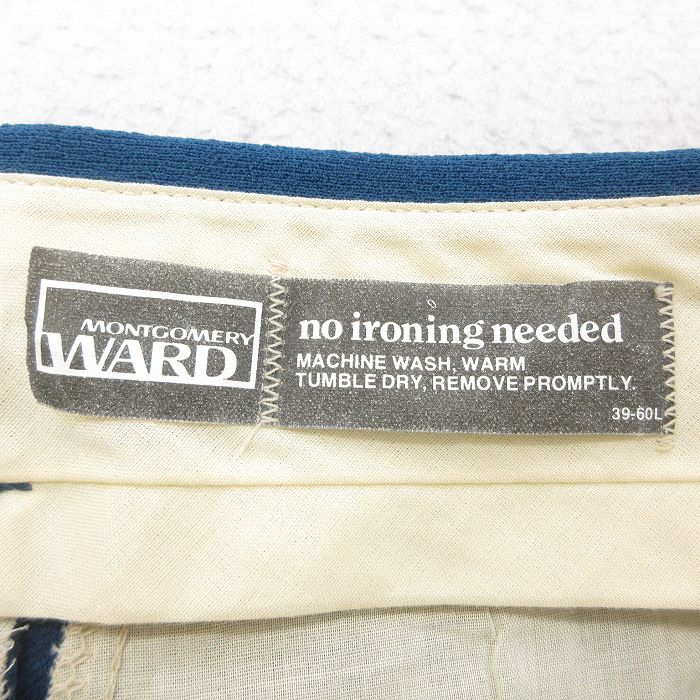 MONTGOMERY
WARD
no ironing needed
MACHINE WASH, WARM
TUMBLE DRY, REMOVE PROMPTLY.
39-60L